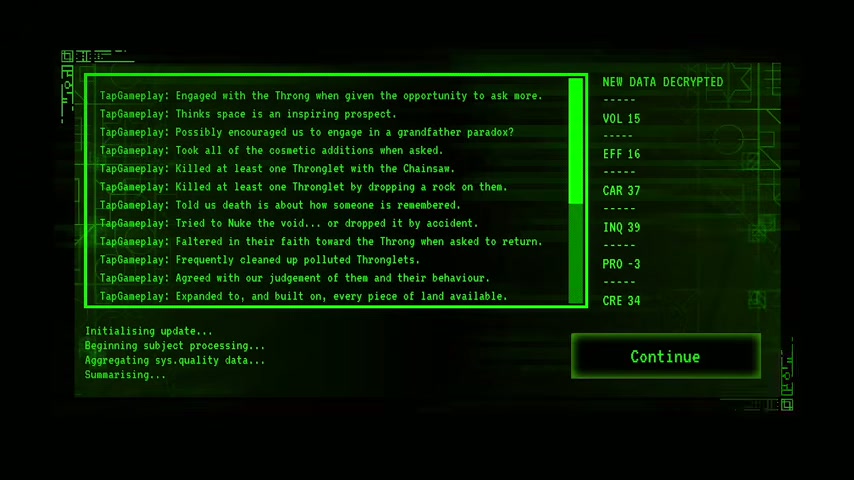 TapGameplay: Engaged with the Throng when given the opportunity to ask more.
TapGameplay: Thinks space is an inspiring prospect.
TapGameplay: Possibly encouraged us to engage in a grandfather paradox?
TapGameplay: Took all of the cosmetic additions when asked.
TapGameplay: Killed at least one Thronglet with the Chainsaw.
TapGameplay: Killed at least one Thronglet by dropping a rock on them.
TapGameplay: Told us death is about how someone is remembered.
TapGameplay: Tried to Nuke the void... or dropped it by accident.
TapGameplay: Faltered in their faith toward the Throng when asked to return.
TapGameplay: Frequently cleaned up polluted Thronglets.
TapGameplay: Agreed with our judgement of them and their behaviour.
TapGameplay: Expanded to, and built on, every piece of land available.
NEW DATA DECRYPTED
-----
VOL 15
-----
EFF 16
-----
CAR 37
-----
INQ 39
-----
PRO -3
-----
CRE 34
Initialising update...
Beginning subject processing...
Aggregating sys.quality data...
Summarising...
Continue